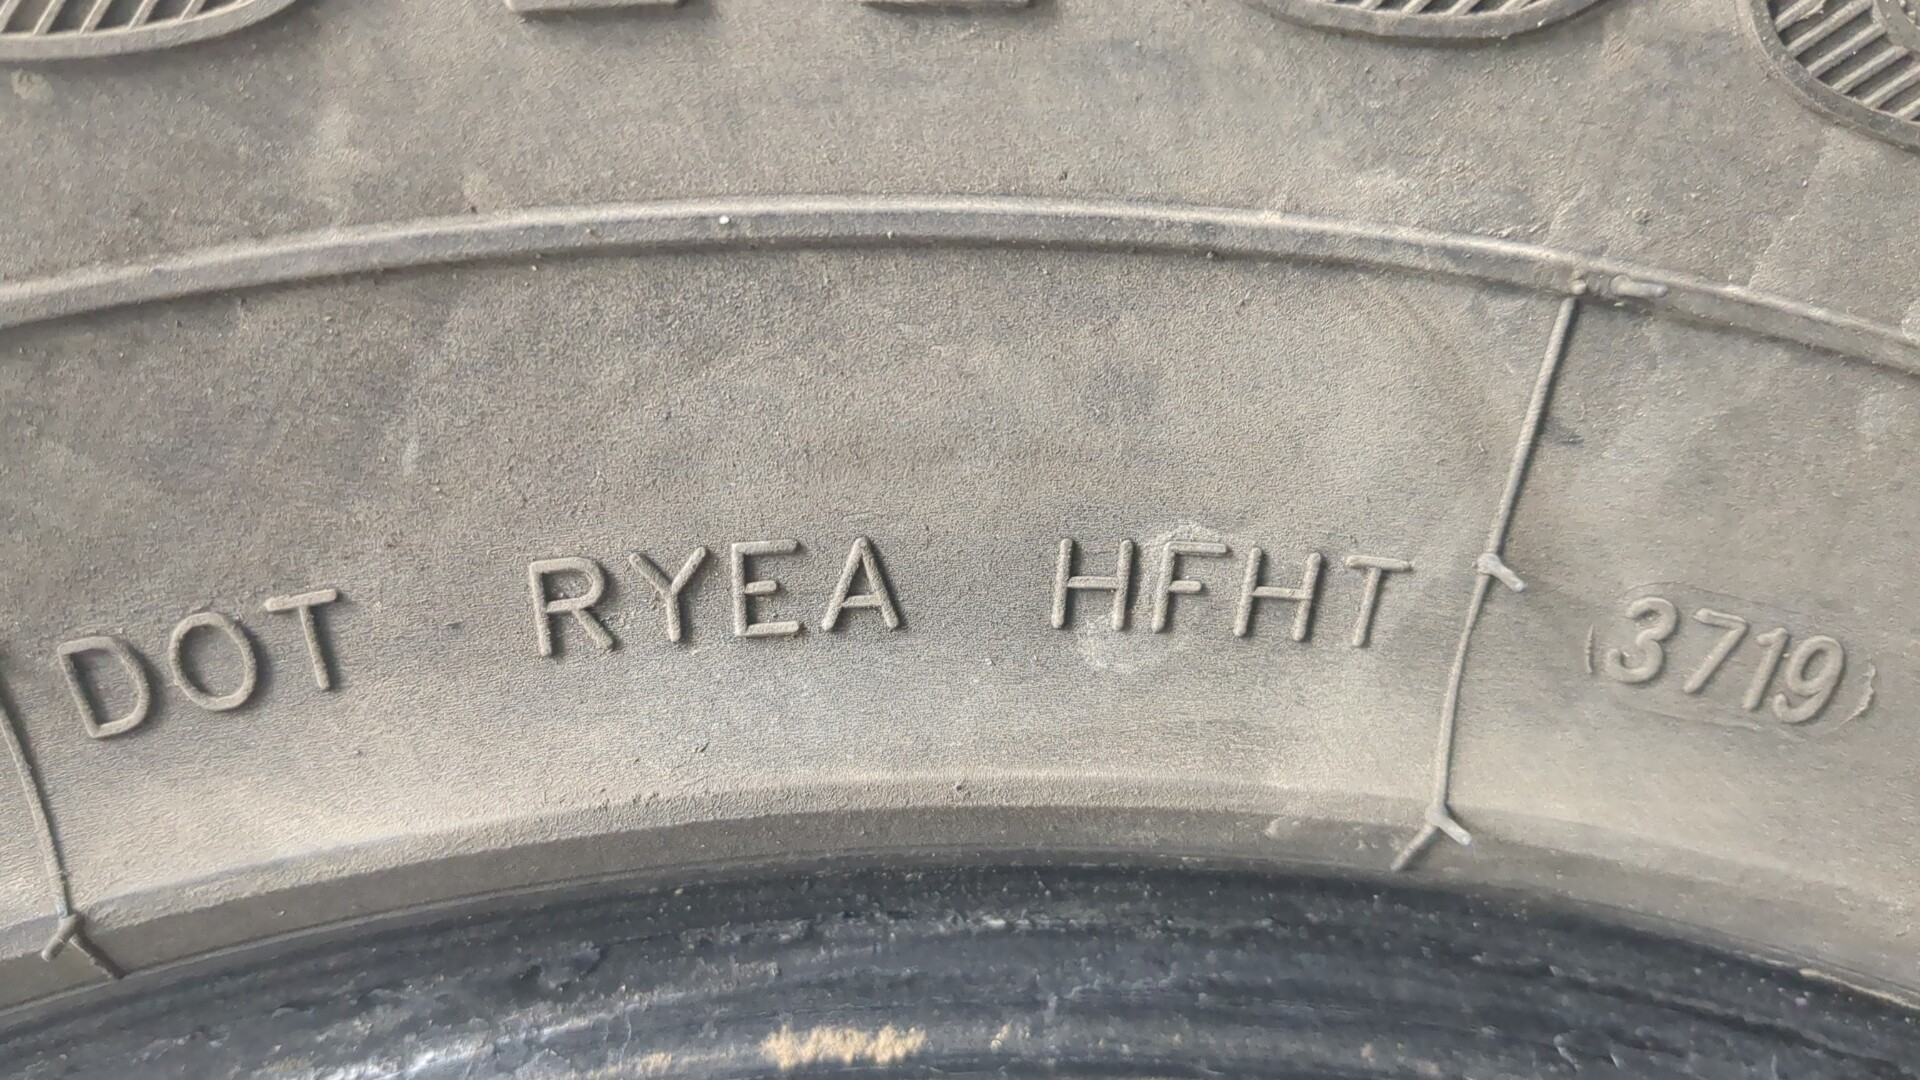 DOT RYEA HFHT (3719)